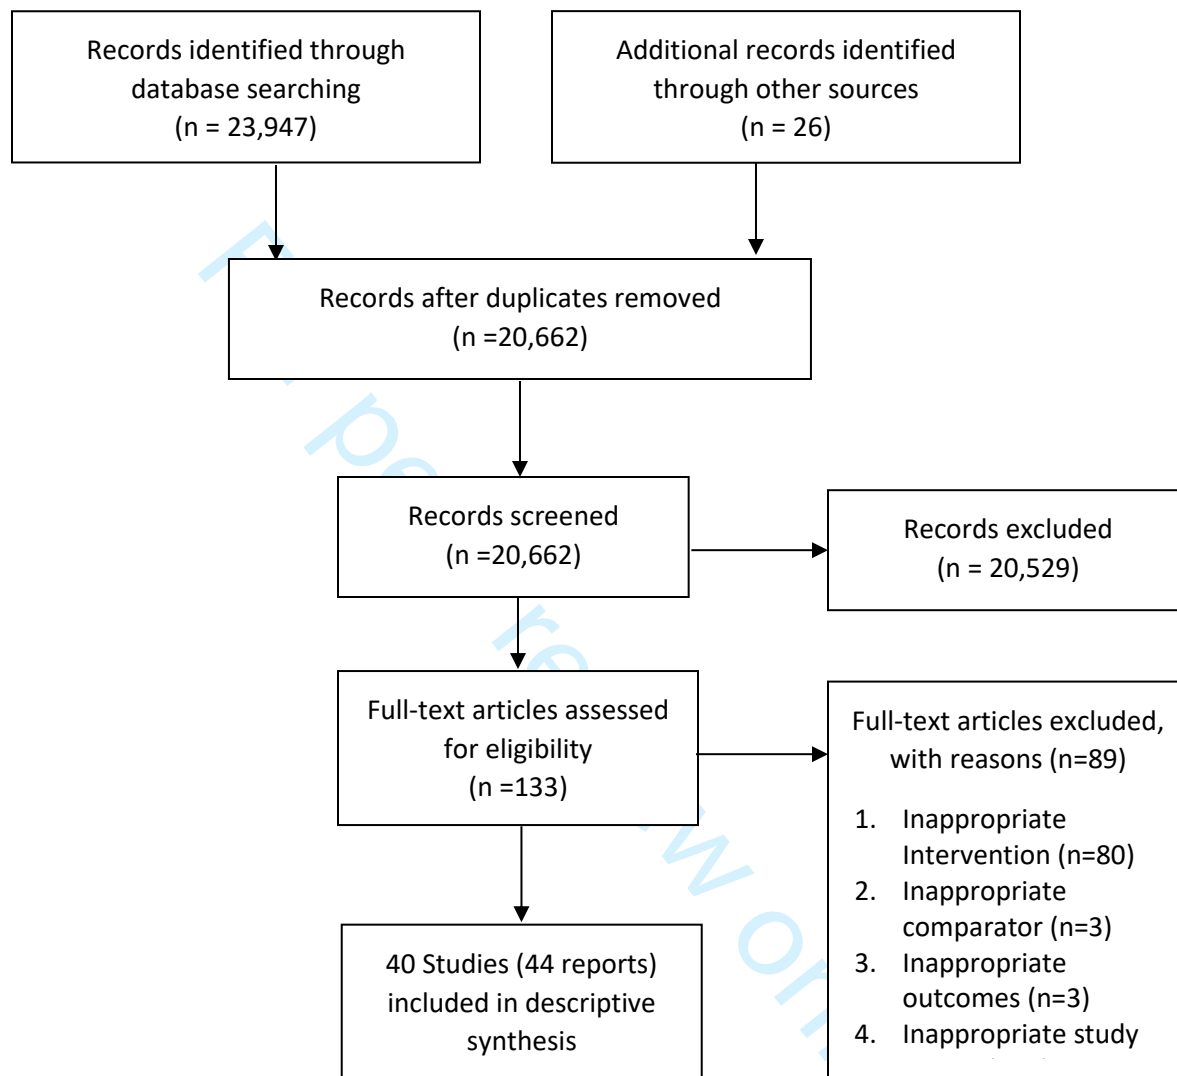 Records identified through
database searching
(n = 23,947)
Additional records identified
through other sources
(n = 26)
Records after duplicates removed
(n =20,662)
Records screened
(n =20,662)
Records excluded
(n = 20,529)
Full-text articles assessed
for eligibility
(n =133)
Full-text articles excluded,
with reasons (n=89)
1. Inappropriate
Intervention (n=80)
2. Inappropriate
comparator (n=3)
3. Inappropriate
outcomes (n=3)
4. Inappropriate study
40 Studies (44 reports)
included in descriptive
synthesis